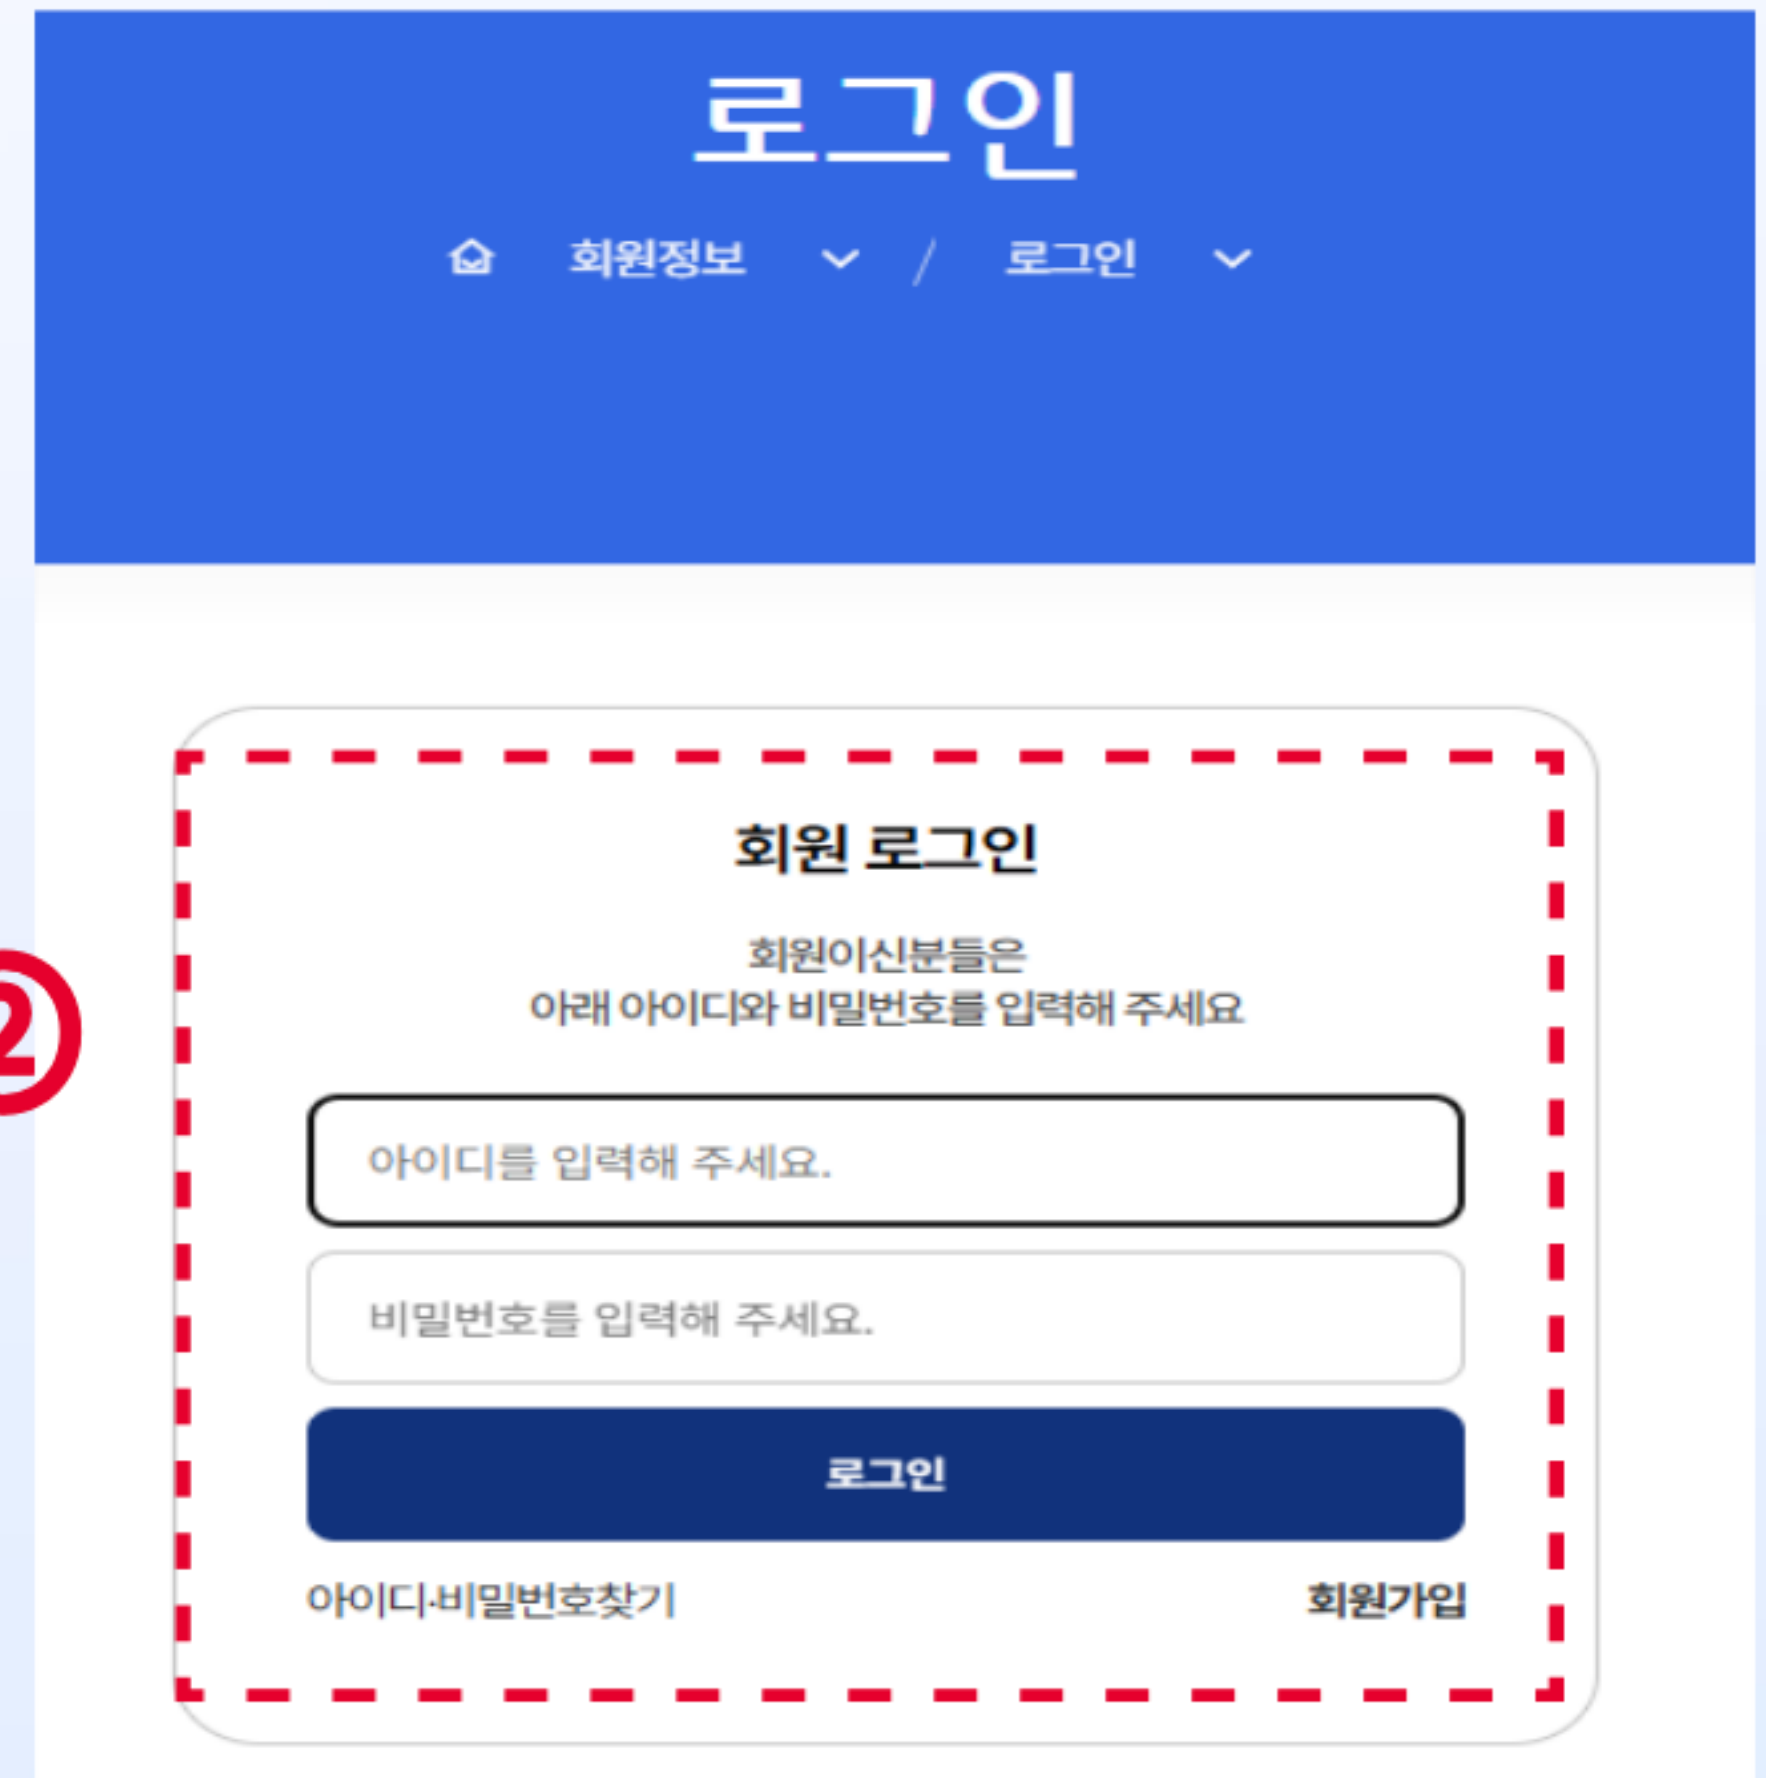 로그인
회원정보 / 로그인
회원 로그인
회원이신분들은
아래 아이디와 비밀번호를 입력해 주세요
②
아이디를 입력해 주세요.
비밀번호를 입력해 주세요.
로그인
아이디·비밀번호찾기 회원가입